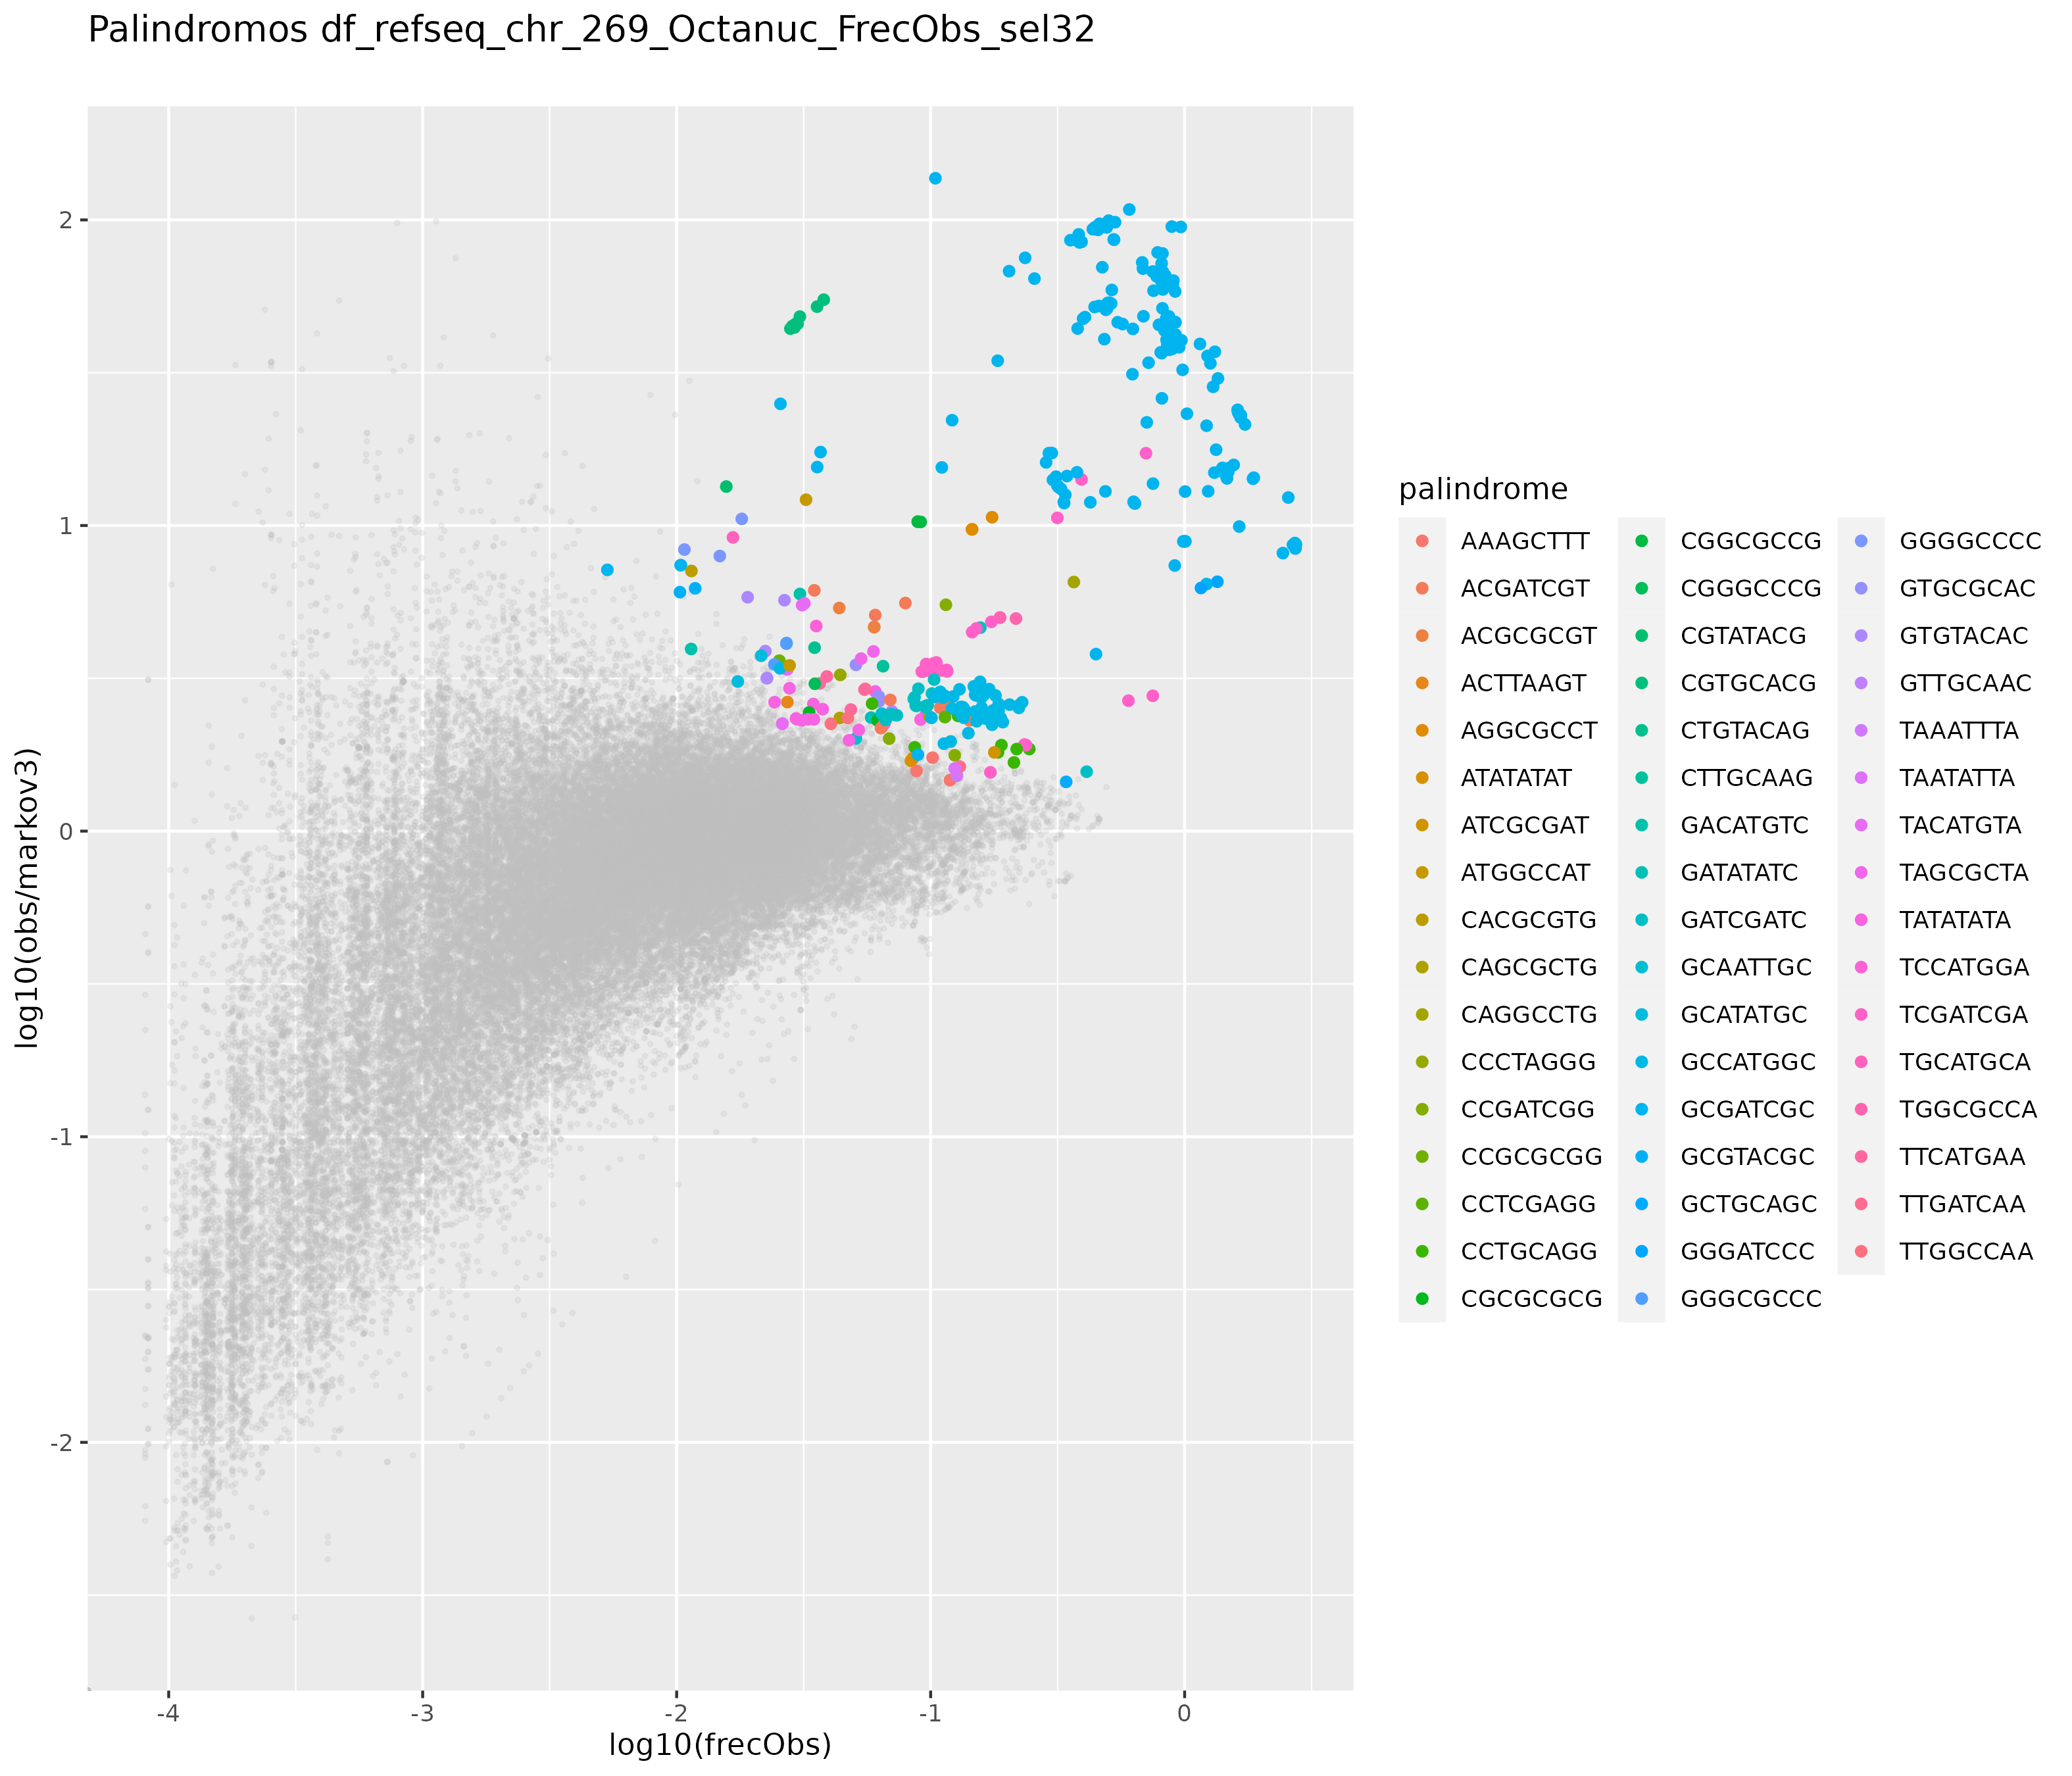 Palindromos df_refseq_chr_269_Octanuc_FrecObs_sel32
log10(obs/markov3)
2
1
0
-1
-2
-4
-3
-2
-1
0
log10(frecObs)
palindrome
AAAGCTTT
ACGATCGT
ACGCGCGT
ACTTAAGT
AGGCGCCT
ATATATAT
ATCGCGAT
ATGGCCAT
CACGCGTG
CAGCGCTG
CAGGCCTG
CCCTAGGG
CCGATCGG
CCGCGCGG
CCTCGAGG
CCTGCAGG
CGCGCGCG
CGGCGCCG
CGGGCCCG
CGTATACG
CGTGCACG
CTGTACAG
CTTGCAAG
GACATGTC
GATATATC
GATCGATC
GCAATTGC
GCATATGC
GCCATGGC
GCGATCGC
GCGTACGC
GCTGCAGC
GGGATCCC
GGGCGCCC
GGGGCCCC
GTGCGCAC
GTGTACAC
GTTGCAAC
TAAATTTA
TAATATTA
TACATGTA
TAGCGCTA
TATATATA
TCCATGGA
TCGATCGA
TGCATGCA
TGGCGCCA
TTCATGAA
TTGATCAA
TTGGCCAA